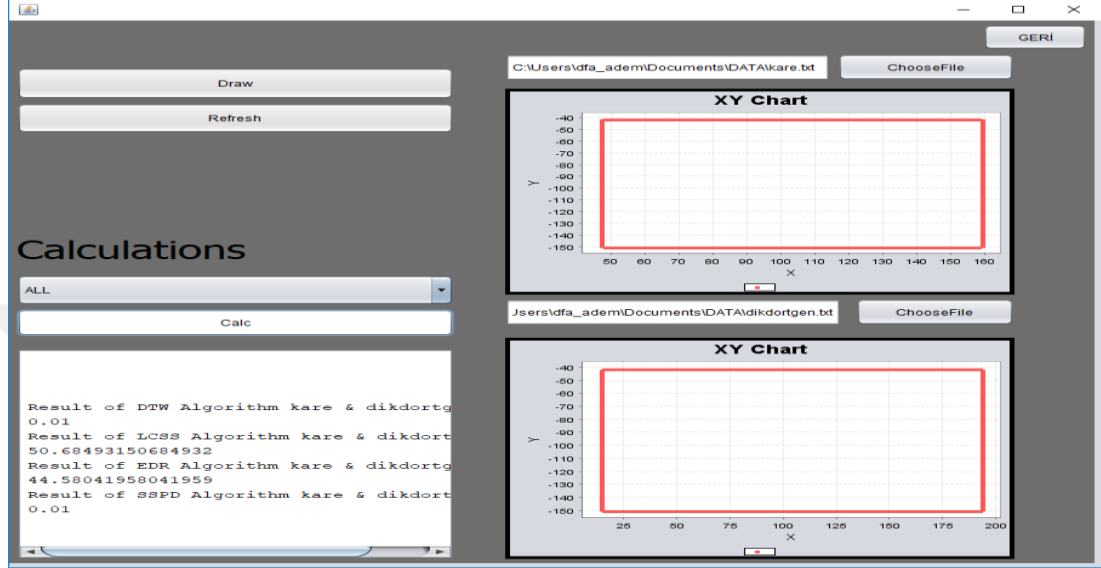 GERİ
Draw
Refresh
Calculations
ALL
Calc
Result of DTW Algorithm kare & dikdortg
0.01
Result of LCSS Algorithm kare & dikdort
50.68493150684932
Result of EDR Algorithm kare & dikdortg
44.58041958041959
Result of SSPD Algorithm kare & dikdort
0.01
C:\Users\dfa_adem\Documents\DATA\kare.txt
ChooseFile
XY Chart
-40
-50
-60
-70
-80
-90
-100
-110
-120
-130
-140
-150
Y
50 60 70 80 90 100 110 120 130 140 150 160
X
Jsers\dfa_adem\Documents\DATA\dikdortgen.txt
ChooseFile
XY Chart
-40
-50
-60
-70
-80
-90
-100
-110
-120
-130
-140
-150
Y
25 50 75 100 125 150 175 200
X